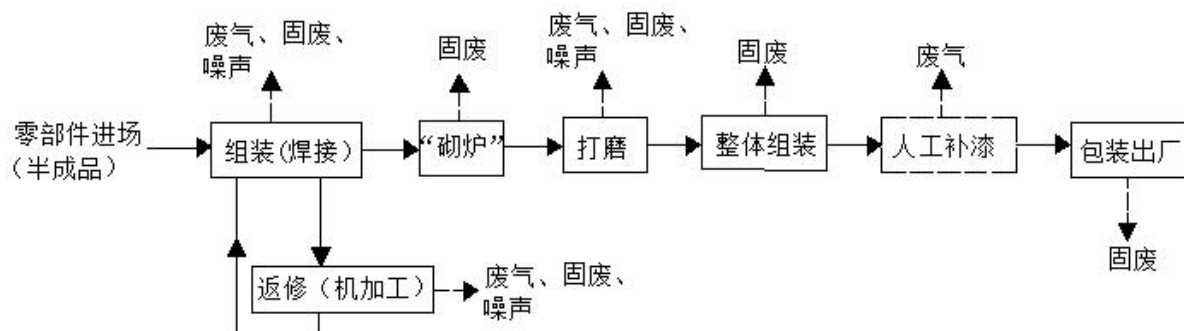 废气、固废、
噪声
固废
废气、固废、
噪声
固废
废气
零部件进场
（半成品）
组装(焊接)
“砌炉”
打磨
整体组装
人工补漆
包装出厂
固废
返修（机加工）
废气、固废、
噪声